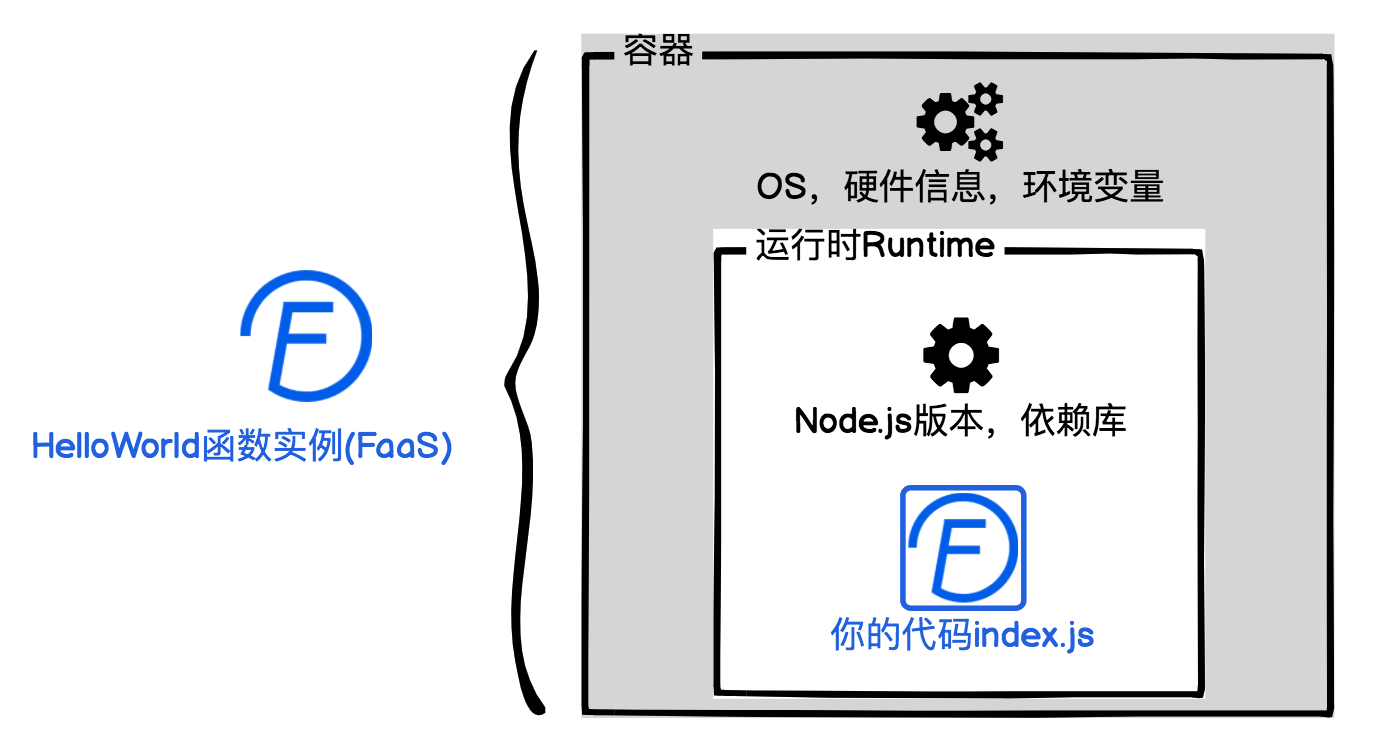 容器
OS，硬件信息，环境变量
运行时Runtime
Node.js版本，依赖库
你的代码index.js
HelloWorld函数实例(FaaS)